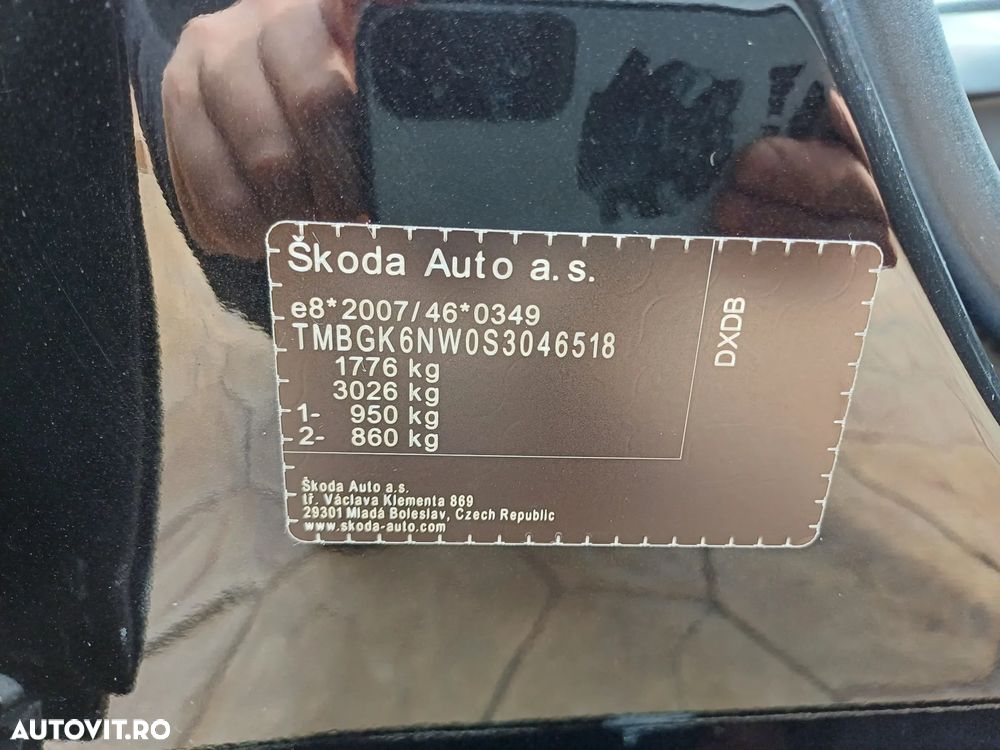 Škoda Auto a.s.
e8*2007/46*0349
TMBGK6NW0S3046518
1776 kg
3026 kg
1- 950 kg
2- 860 kg
DXDB
Škoda Auto a.s.
tř. Václava Klementa 869
29301 Mladá Boleslav, Czech Republic
www.skoda-auto.com
AUTOVIT.RO